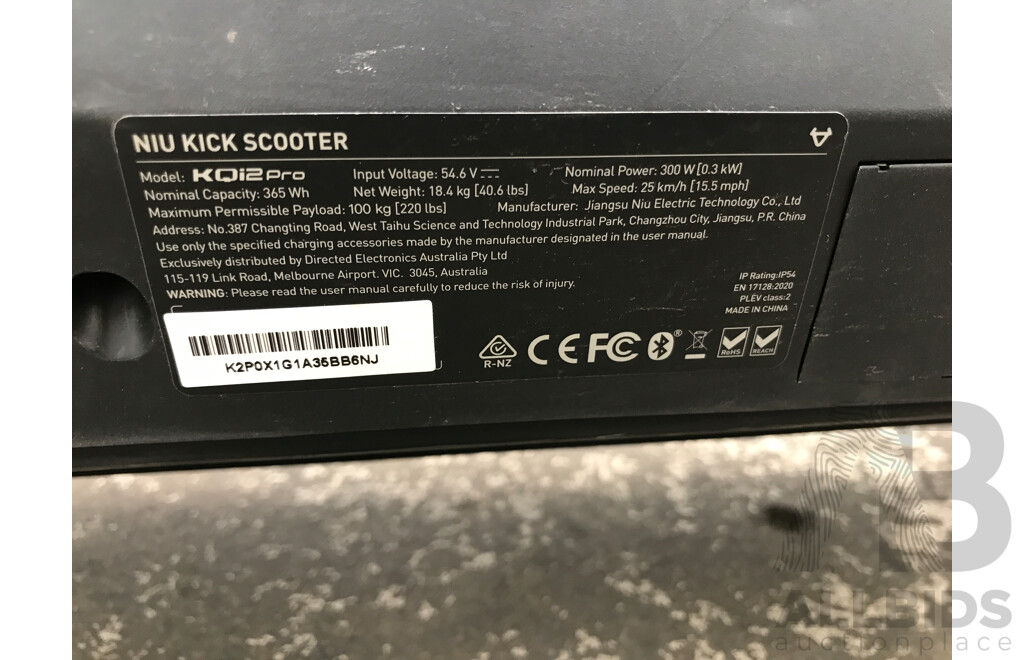 NIU KICK SCOOTER
Model: KQi2Pro Input Voltage: 54.6 V Nominal Power: 300 W [0.3 kW]
Nominal Capacity: 365 Wh Net Weight: 18.4 kg [40.6 lbs] Max Speed: 25 km/h [15.5 mph]
Maximum Permissible Payload: 100 kg [220 lbs] Manufacturer: Jiangsu Niu Electric Technology Co., Ltd
Address: No.387 Changting Road, West Taihu Science and Technology Industrial Park, Changzhou City, Jiangsu, P.R. China
Use only the specified charging accessories made by the manufacturer designated in the user manual.
Exclusively distributed by Directed Electronics Australia Pty Ltd
115-119 Link Road, Melbourne Airport. VIC. 3045, Australia
WARNING: Please read the user manual carefully to reduce the risk of injury.
IP Rating:IP54
EN 17128:2020
PLEV class:2
MADE IN CHINA
K2P0X1G1A35BB6NJ
R-NZ CE FC ® RoHS REACH
AB
ALLBIDS
auctionplace